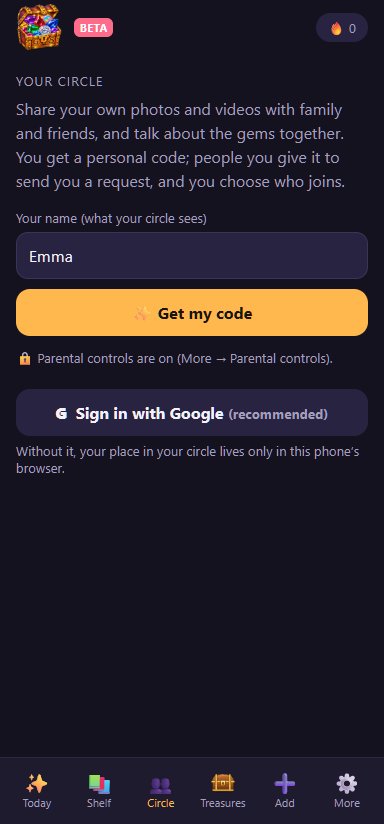 BETA
🔥 0
YOUR CIRCLE
Share your own photos and videos with family
and friends, and talk about the gems together.
You get a personal code; people you give it to
send you a request, and you choose who joins.
Your name (what your circle sees)
Emma
✨ Get my code
🔒 Parental controls are on (More → Parental controls).
G Sign in with Google (recommended)
Without it, your place in your circle lives only in this phone's
browser.
Today
Shelf
Circle
Treasures
Add
More